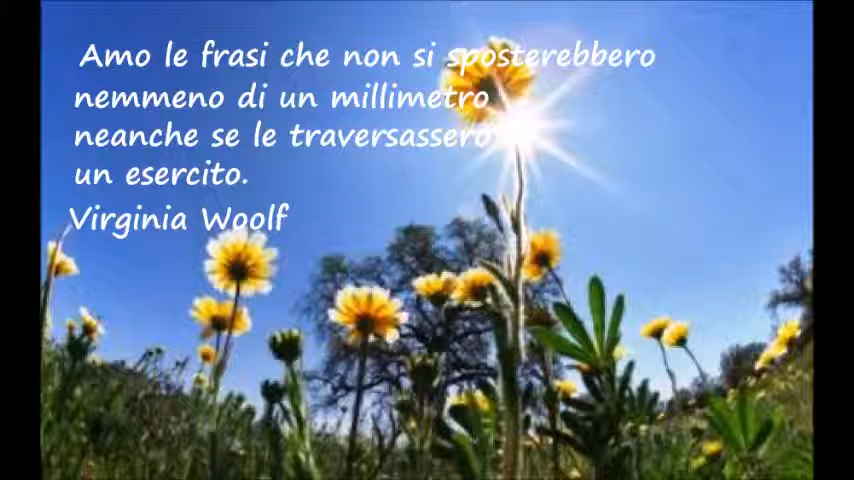 Amo le frasi che non si sposterebbero
nemmeno di un millimetro
neanche se le traversassero
un esercito.
Virginia Woolf